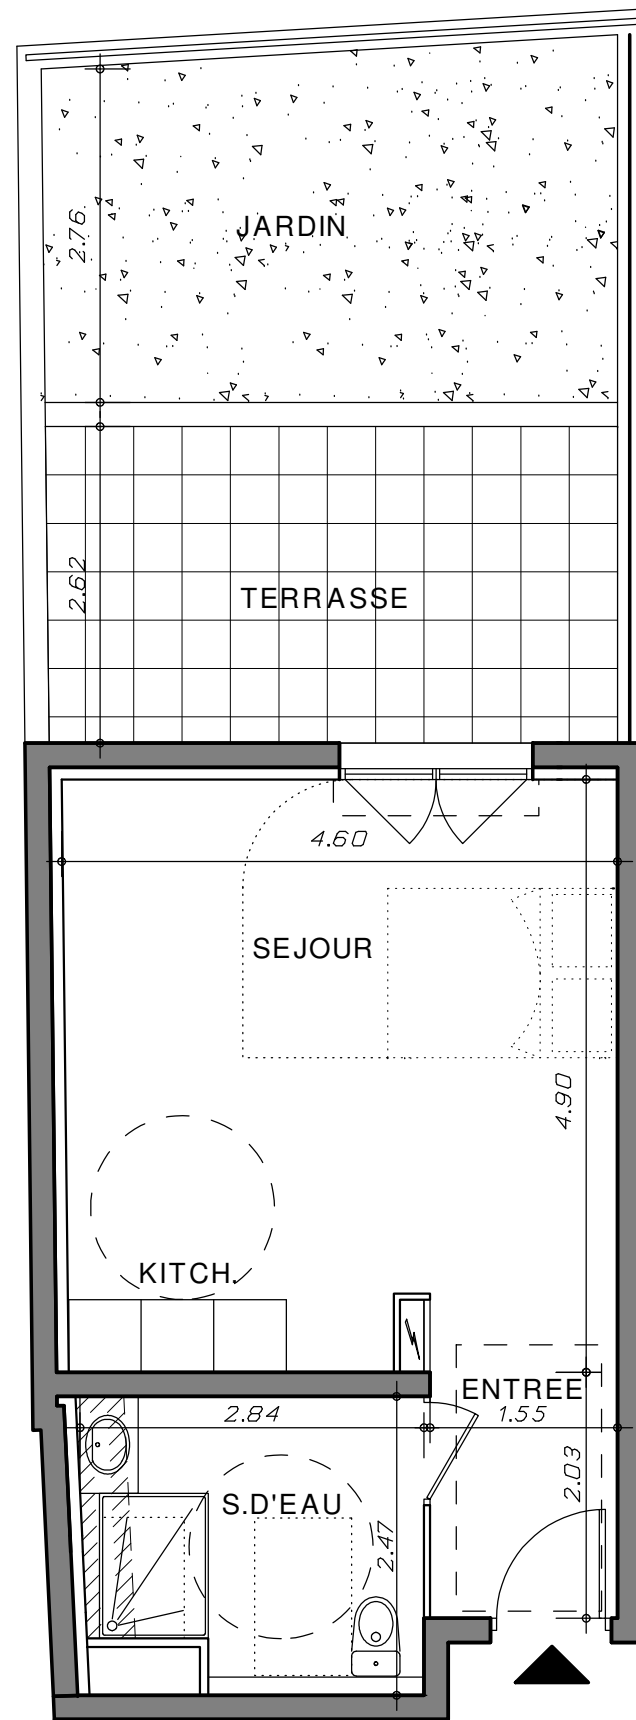 2.76
JARDIN
2.62
TERRASSE
4.60
SEJOUR
4.90
KITCH.
ENTREE
2.84
1.55
2.03
S.D'EAU
2.47